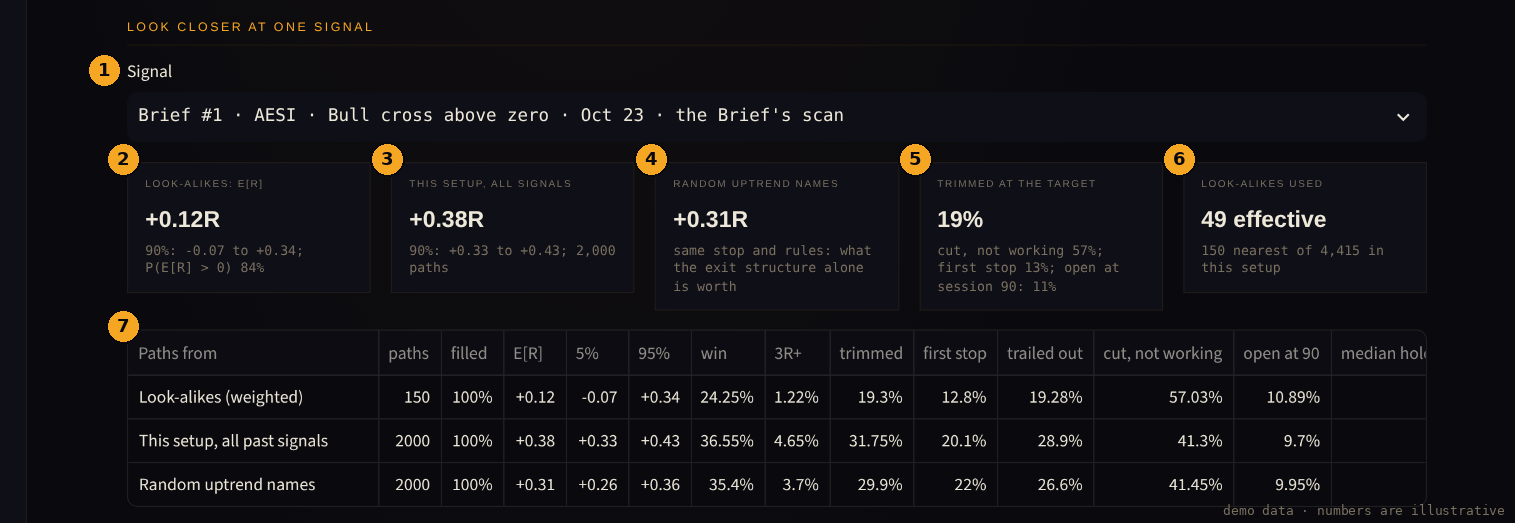 LOOK CLOSER AT ONE SIGNAL
1 Signal
Brief #1 · AESI · Bull cross above zero · Oct 23 · the Brief's scan
2
LOOK-ALIKES: E[R]
+0.12R
90%: -0.07 to +0.34;
P(E[R] > 0) 84%
3
THIS SETUP, ALL SIGNALS
+0.38R
90%: +0.33 to +0.43; 2,000
paths
4
RANDOM UPTREND NAMES
+0.31R
same stop and rules: what
the exit structure alone
is worth
5
TRIMMED AT THE TARGET
19%
cut, not working 57%;
first stop 13%; open at
session 90: 11%
6
LOOK-ALIKES USED
49 effective
150 nearest of 4,415 in
this setup
7
Paths from paths filled E[R] 5% 95% win 3R+ trimmed first stop trailed out cut, not working open at 90 median hol
Look-alikes (weighted) 150 100% +0.12 -0.07 +0.34 24.25% 1.22% 19.3% 12.8% 19.28% 57.03% 10.89%
This setup, all past signals 2000 100% +0.38 +0.33 +0.43 36.55% 4.65% 31.75% 20.1% 28.9% 41.3% 9.7%
Random uptrend names 2000 100% +0.31 +0.26 +0.36 35.4% 3.7% 29.9% 22% 26.6% 41.45% 9.95%
demo data · numbers are illustrative